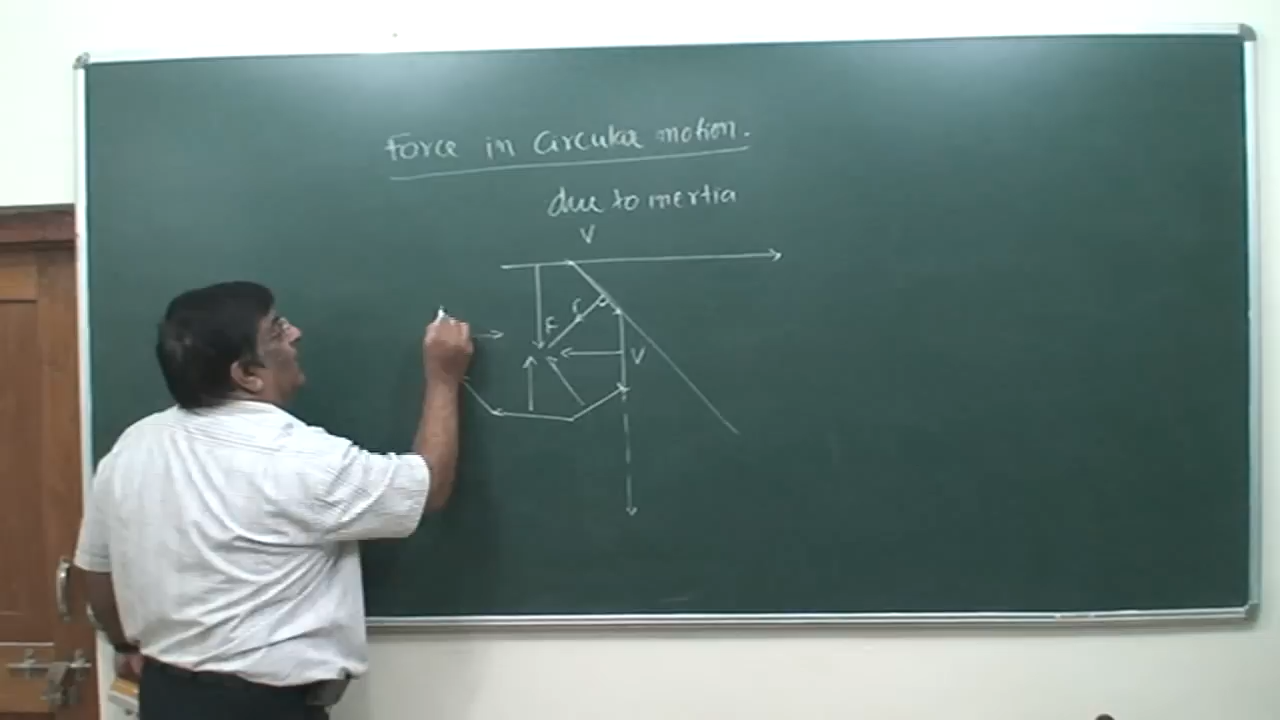 Force in Circular motion.
due to inertia
V
F
F
V